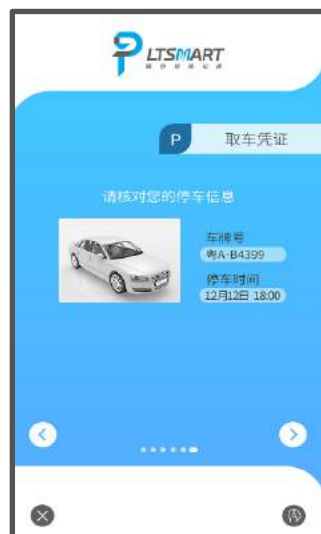 LTSMART
P
取车凭证
请核对您的停车信息
车牌号
粤A·B4399
停车时间
12月12日 18:00